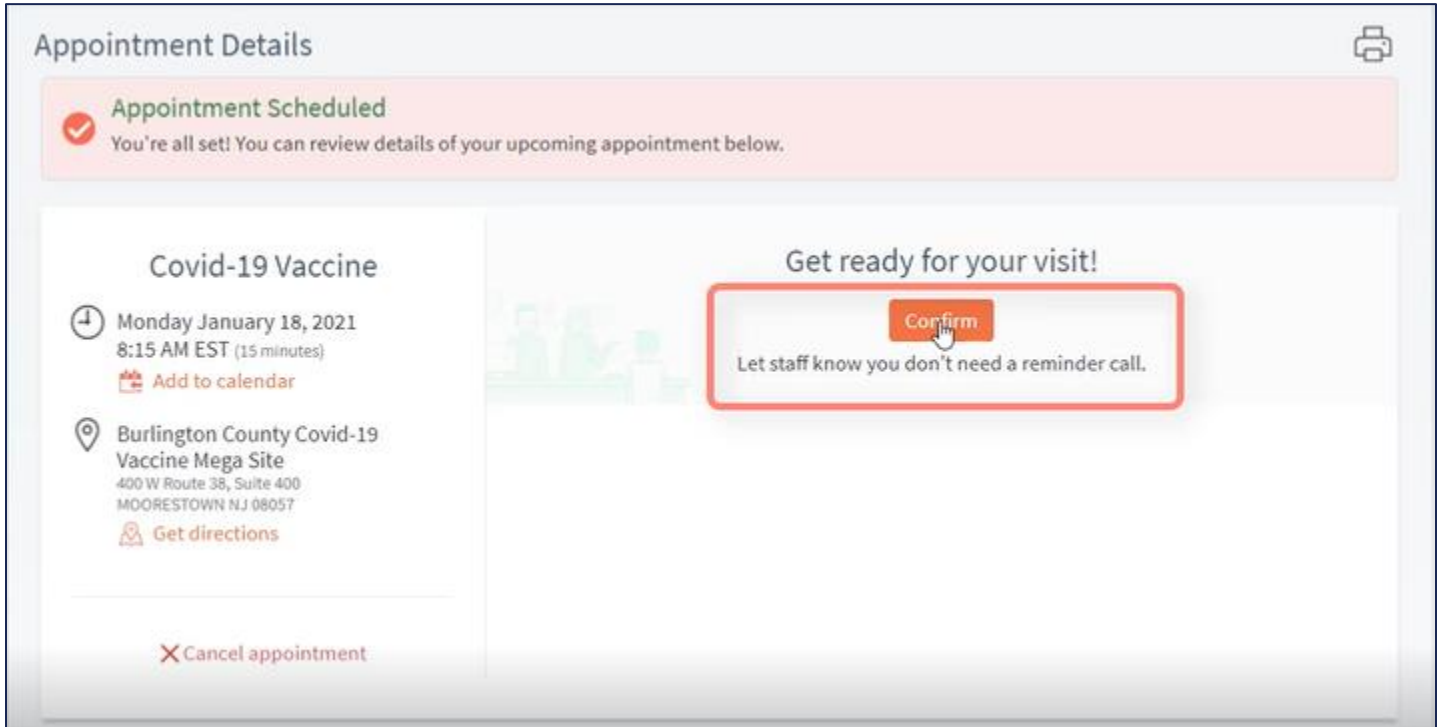 Appointment Details
Appointment Scheduled
You're all set! You can review details of your upcoming appointment below.
Covid-19 Vaccine
Monday January 18, 2021
8:15 AM EST (15 minutes)
Add to calendar
Burlington County Covid-19
Vaccine Mega Site
400 W Route 38, Suite 400
MOORESTOWN NJ 08057
Get directions
Cancel appointment
Get ready for your visit!
Confirm
Let staff know you don't need a reminder call.